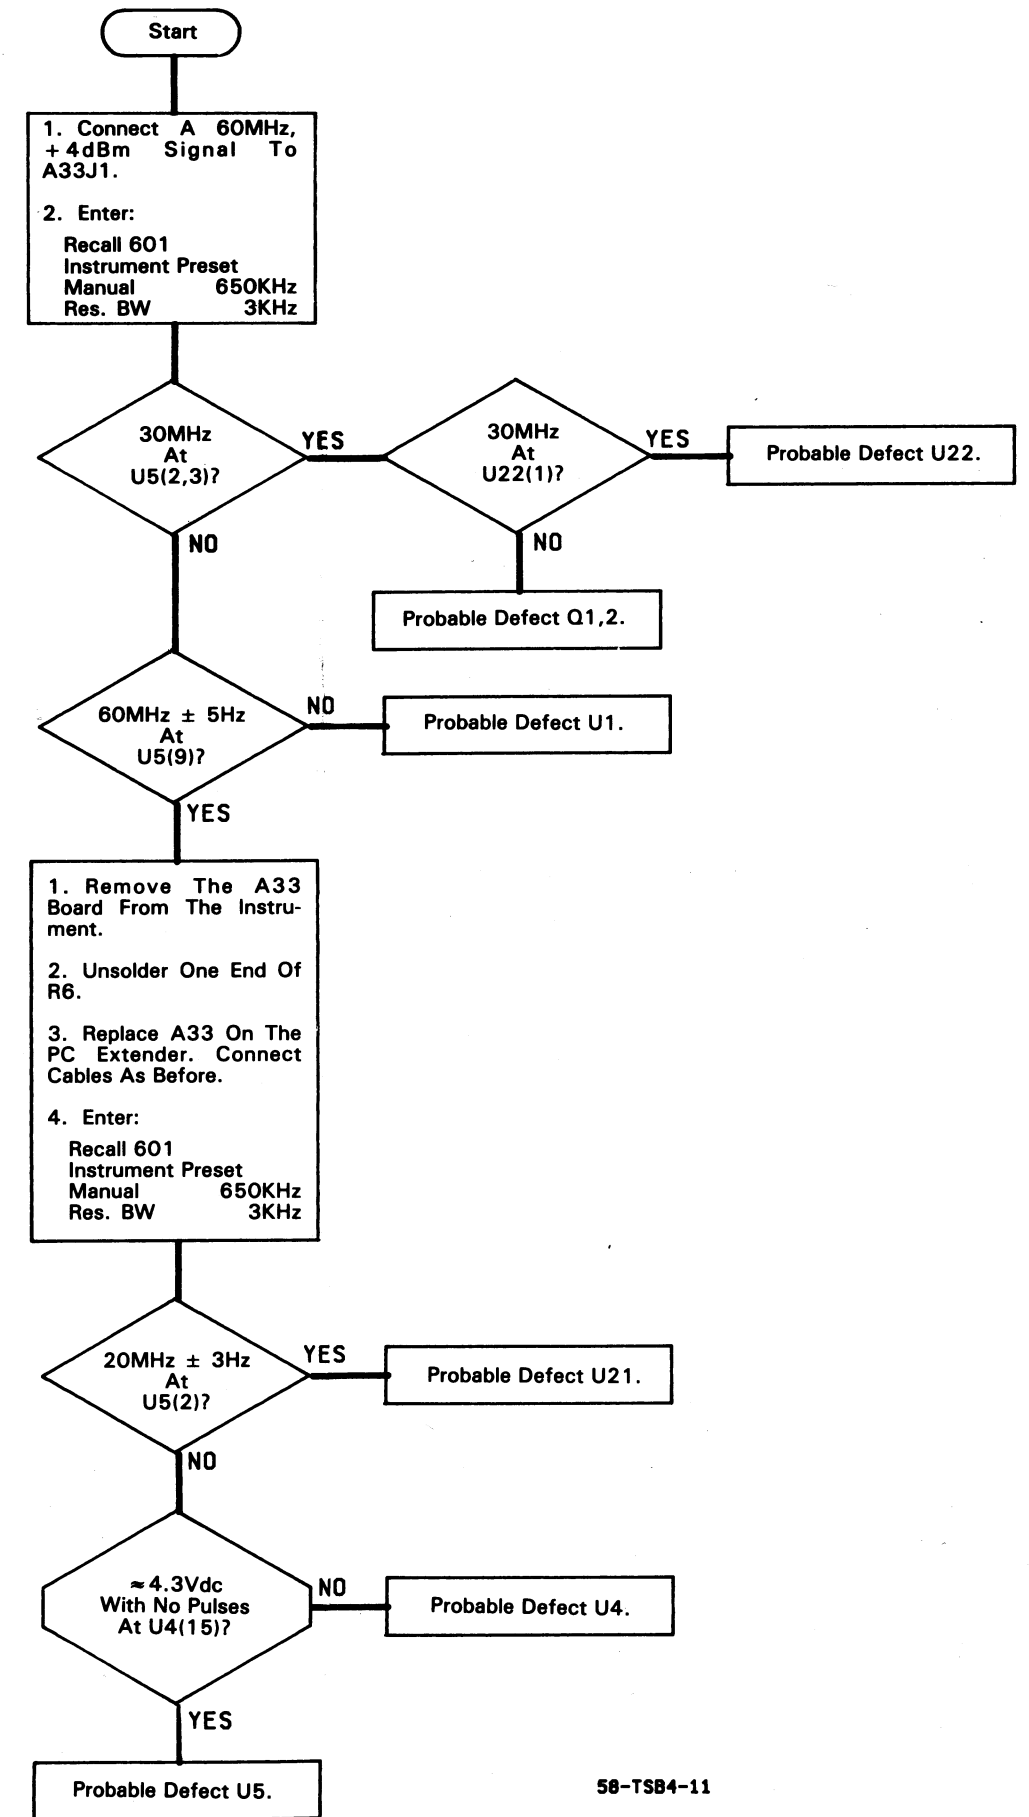 Start
1. Connect A 60MHz,
+4dBm Signal To
A33J1.
2. Enter:
Recall 601
Instrument Preset
Manual 650KHz
Res. BW 3KHz
30MHz
At
U5(2,3)?
YES
30MHz
At
U22(1)?
YES
Probable Defect U22.
NO
NO
Probable Defect Q1,2.
60MHz ± 5Hz
At
U5(9)?
NO
Probable Defect U1.
YES
1. Remove The A33
Board From The Instru-
ment.
2. Unsolder One End Of
R6.
3. Replace A33 On The
PC Extender. Connect
Cables As Before.
4. Enter:
Recall 601
Instrument Preset
Manual 650KHz
Res. BW 3KHz
20MHz ± 3Hz
At
U5(2)?
YES
Probable Defect U21.
NO
≈4.3Vdc
With No Pulses
At U4(15)?
NO
Probable Defect U4.
YES
Probable Defect U5.
58-TSB4-11